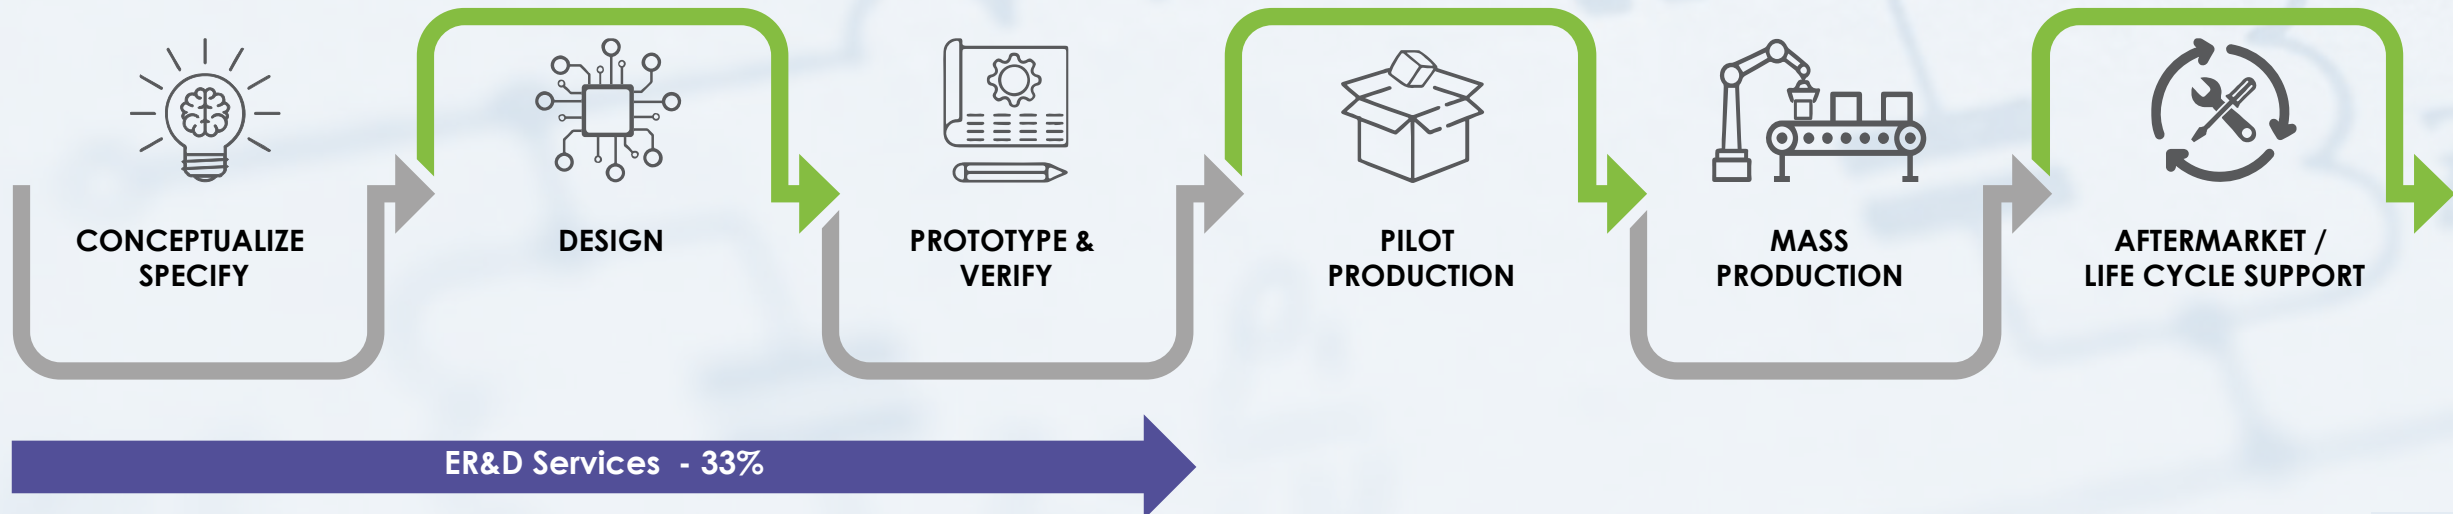 CONCEPTUALIZE
SPECIFY
DESIGN
PROTOTYPE &
VERIFY
PILOT
PRODUCTION
MASS
PRODUCTION
AFTERMARKET /
LIFE CYCLE SUPPORT
ER&D Services - 33%